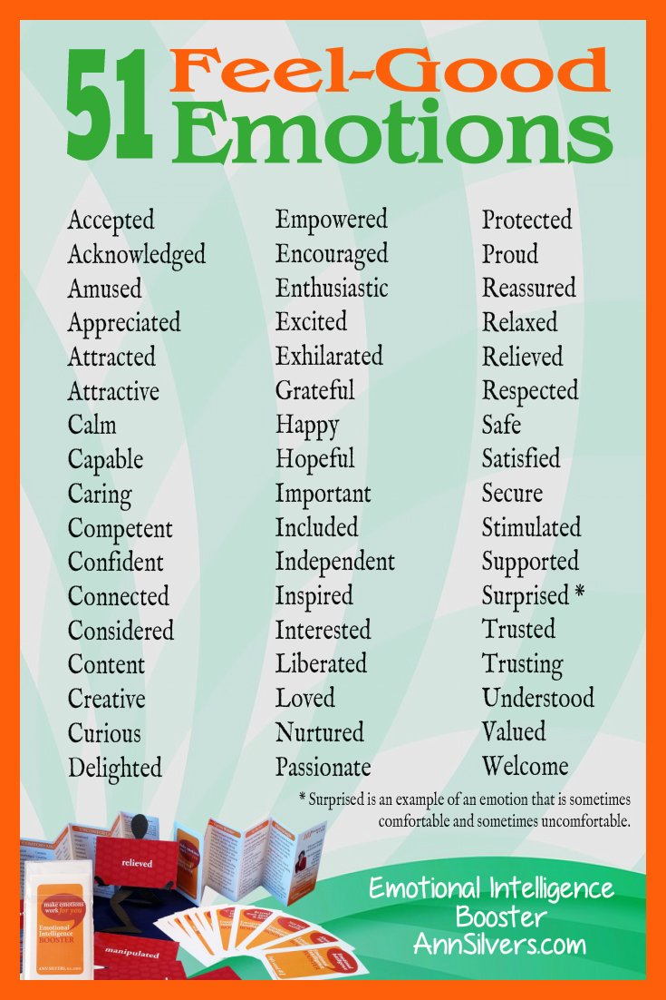 51 Feel-Good
Emotions
Accepted
Acknowledged
Amused
Appreciated
Attracted
Attractive
Calm
Capable
Caring
Competent
Confident
Connected
Considered
Content
Creative
Curious
Delighted
Empowered
Encouraged
Enthusiastic
Excited
Exhilarated
Grateful
Happy
Hopeful
Important
Included
Independent
Inspired
Interested
Liberated
Loved
Nurtured
Passionate
Protected
Proud
Reassured
Relaxed
Relieved
Respected
Safe
Satisfied
Secure
Stimulated
Supported
Surprised *
Trusted
Trusting
Understood
Valued
Welcome
* Surprised is an example of an emotion that is sometimes
comfortable and sometimes uncomfortable.
relieved
make emotions
work for you
Emotional
Intelligence
BOOSTER
manipulated
Emotional Intelligence
Booster
AnnSilvers.com